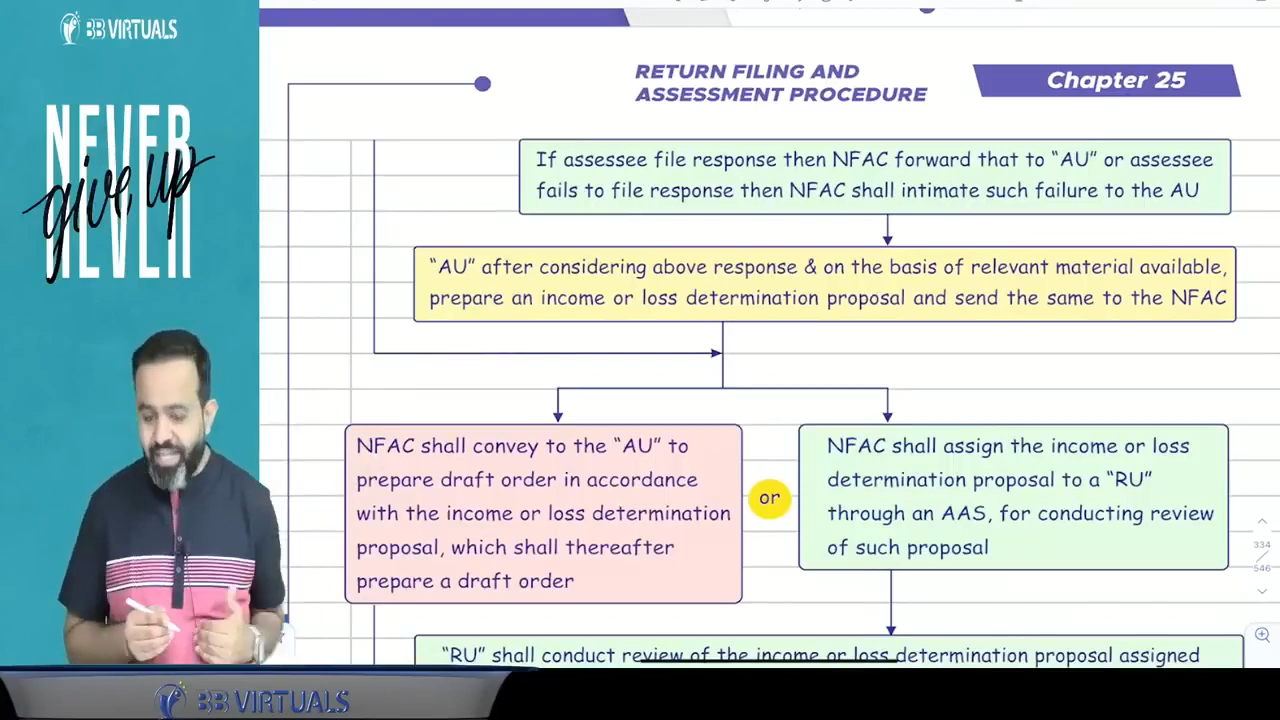 BB VIRTUALS
NEVER
give up
NEVER
RETURN FILING AND
ASSESSMENT PROCEDURE
Chapter 25
If assessee file response then NFAC forward that to “AU” or assessee
fails to file response then NFAC shall intimate such failure to the AU
“AU” after considering above response & on the basis of relevant material available,
prepare an income or loss determination proposal and send the same to the NFAC
NFAC shall convey to the “AU” to
prepare draft order in accordance
with the income or loss determination
proposal, which shall thereafter
prepare a draft order
or
NFAC shall assign the income or loss
determination proposal to a “RU”
through an AAS, for conducting review
of such proposal
334
546
“RU” shall conduct review of the income or loss determination proposal assigned
BB VIRTUALS